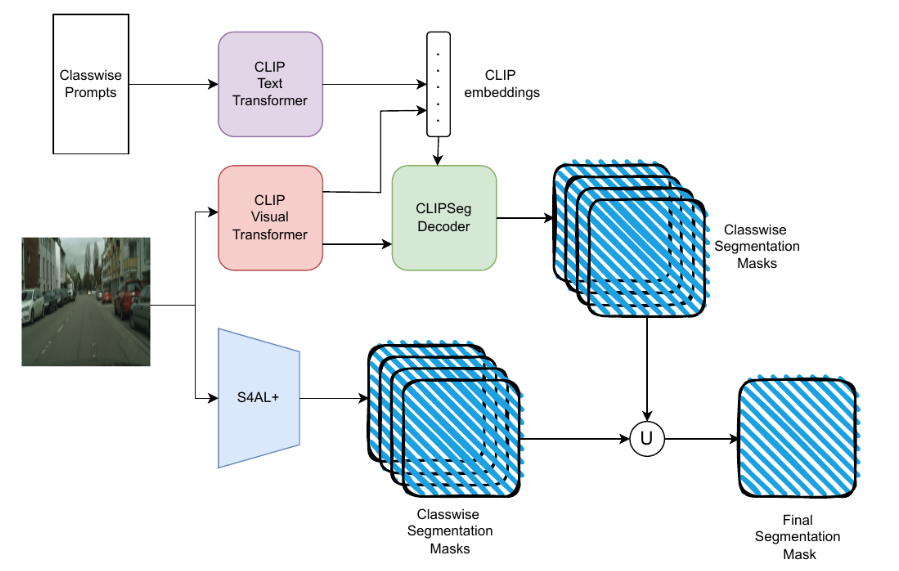 Classwise
Prompts
CLIP
Text
Transformer
CLIP
embeddings
CLIP
Visual
Transformer
CLIPSeg
Decoder
Classwise
Segmentation
Masks
S4AL+
U
Classwise
Segmentation
Masks
Final
Segmentation
Mask